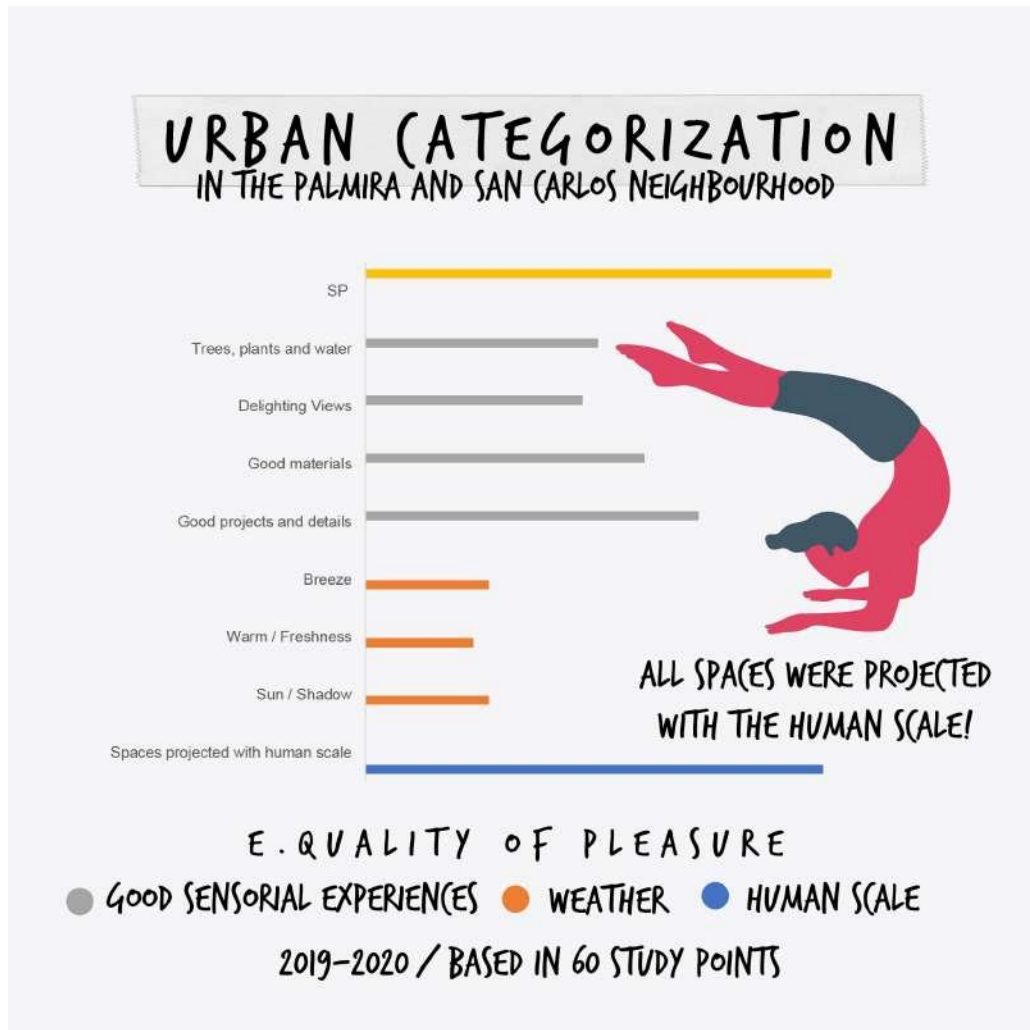 URBAN CATEGORIZATION
IN THE PALMIRA AND SAN CARLOS NEIGHBOURHOOD
SP
Trees, plants and water
Delighting Views
Good materials
Good projects and details
Breeze
Warm / Freshness
Sun / Shadow
Spaces projected with human scale
ALL SPACES WERE PROJECTED
WITH THE HUMAN SCALE!
E. QUALITY OF PLEASURE
GOOD SENSORIAL EXPERIENCES WEATHER HUMAN SCALE
2019-2020 / BASED IN 60 STUDY POINTS